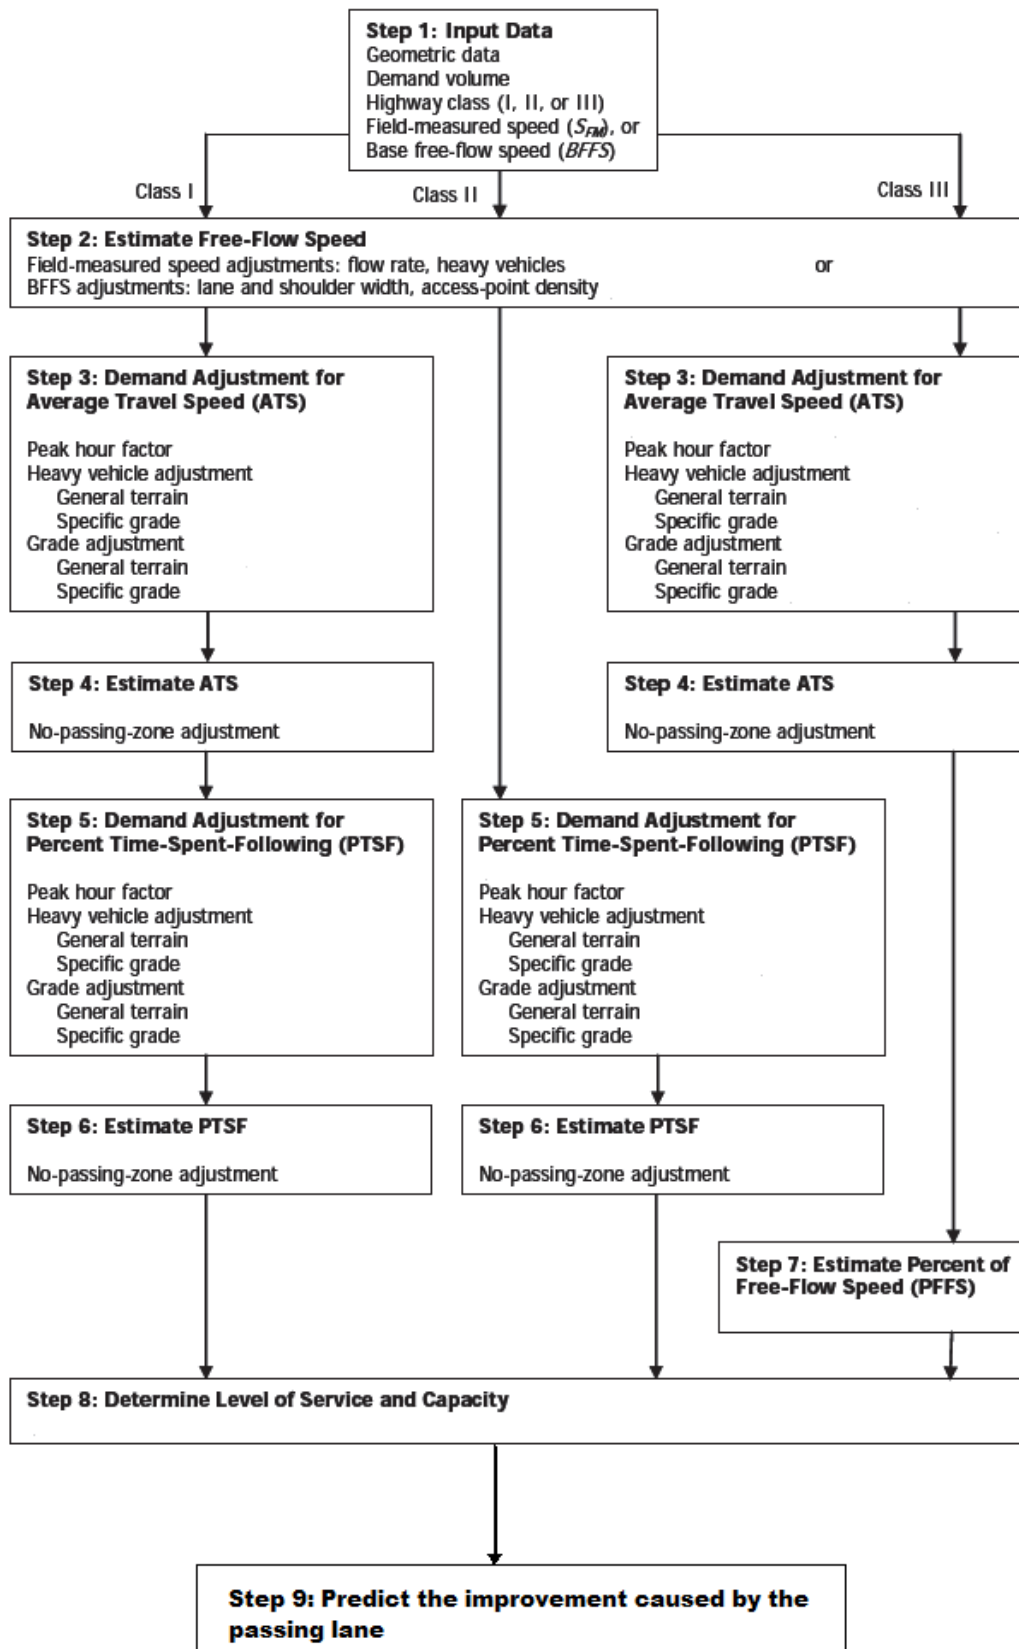 Step 1: Input Data
Geometric data
Demand volume
Highway class (I, II, or III)
Field-measured speed (SFM), or
Base free-flow speed (BFFS)
Class I
Class II
Class III
Step 2: Estimate Free-Flow Speed
Field-measured speed adjustments: flow rate, heavy vehicles or
BFFS adjustments: lane and shoulder width, access-point density
Step 3: Demand Adjustment for
Average Travel Speed (ATS)
Peak hour factor
Heavy vehicle adjustment
General terrain
Specific grade
Grade adjustment
General terrain
Specific grade
Step 3: Demand Adjustment for
Average Travel Speed (ATS)
Peak hour factor
Heavy vehicle adjustment
General terrain
Specific grade
Grade adjustment
General terrain
Specific grade
Step 4: Estimate ATS
No-passing-zone adjustment
Step 4: Estimate ATS
No-passing-zone adjustment
Step 5: Demand Adjustment for
Percent Time-Spent-Following (PTSF)
Peak hour factor
Heavy vehicle adjustment
General terrain
Specific grade
Grade adjustment
General terrain
Specific grade
Step 5: Demand Adjustment for
Percent Time-Spent-Following (PTSF)
Peak hour factor
Heavy vehicle adjustment
General terrain
Specific grade
Grade adjustment
General terrain
Specific grade
Step 6: Estimate PTSF
No-passing-zone adjustment
Step 6: Estimate PTSF
No-passing-zone adjustment
Step 7: Estimate Percent of
Free-Flow Speed (PFFS)
Step 8: Determine Level of Service and Capacity
Step 9: Predict the improvement caused by the
passing lane